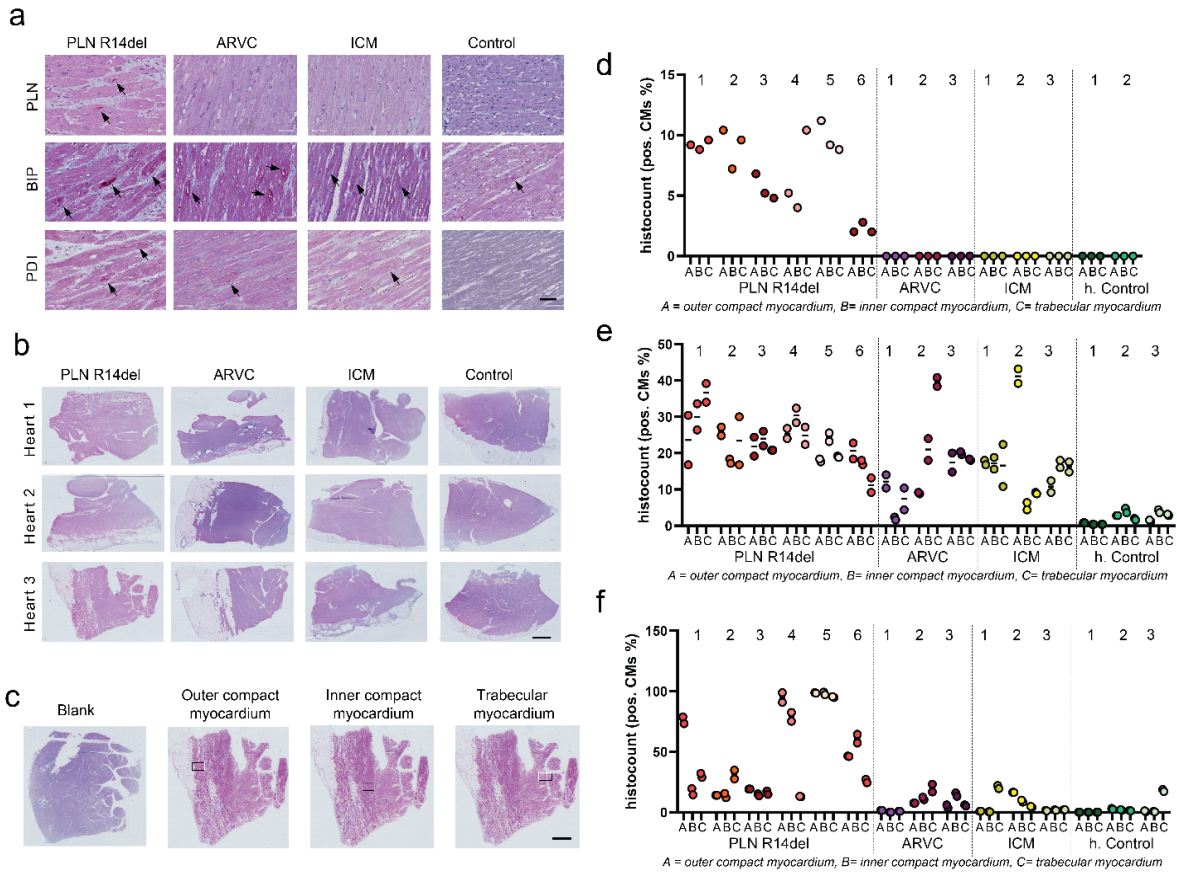 a
PLN R14del ARVC ICM Control
PLN
BIP
PDI
b
PLN R14del ARVC ICM Control
Heart 1
Heart 2
Heart 3
c
Blank
Outer compact myocardium
Inner compact myocardium
Trabecular myocardium
d
histocount (pos. CMs %)
15
10
5
0
1 2 3 4 5 6 1 2 3 1 2 3 1 2
ABC ABC ABC ABC ABC ABC ABC ABC ABC ABC ABC ABC ABC ABC
PLN R14del ARVC ICM h. Control
A = outer compact myocardium, B= inner compact myocardium, C= trabecular myocardium
e
histocount (pos. CMs %)
50
40
30
20
10
0
1 2 3 4 5 6 1 2 3 1 2 3 1 2 3
ABC ABC ABC ABC ABC ABC ABC ABC ABC ABC ABC ABC ABC ABC ABC
PLN R14del ARVC ICM h. Control
A = outer compact myocardium, B= inner compact myocardium, C= trabecular myocardium
f
histocount (pos. CMs %)
150
100
50
0
1 2 3 4 5 6 1 2 3 1 2 3 1 2 3
ABC ABC ABC ABC ABC ABC ABC ABC ABC ABC ABC ABC ABC ABC ABC
PLN R14del ARVC ICM h. Control
A = outer compact myocardium, B= inner compact myocardium, C= trabecular myocardium